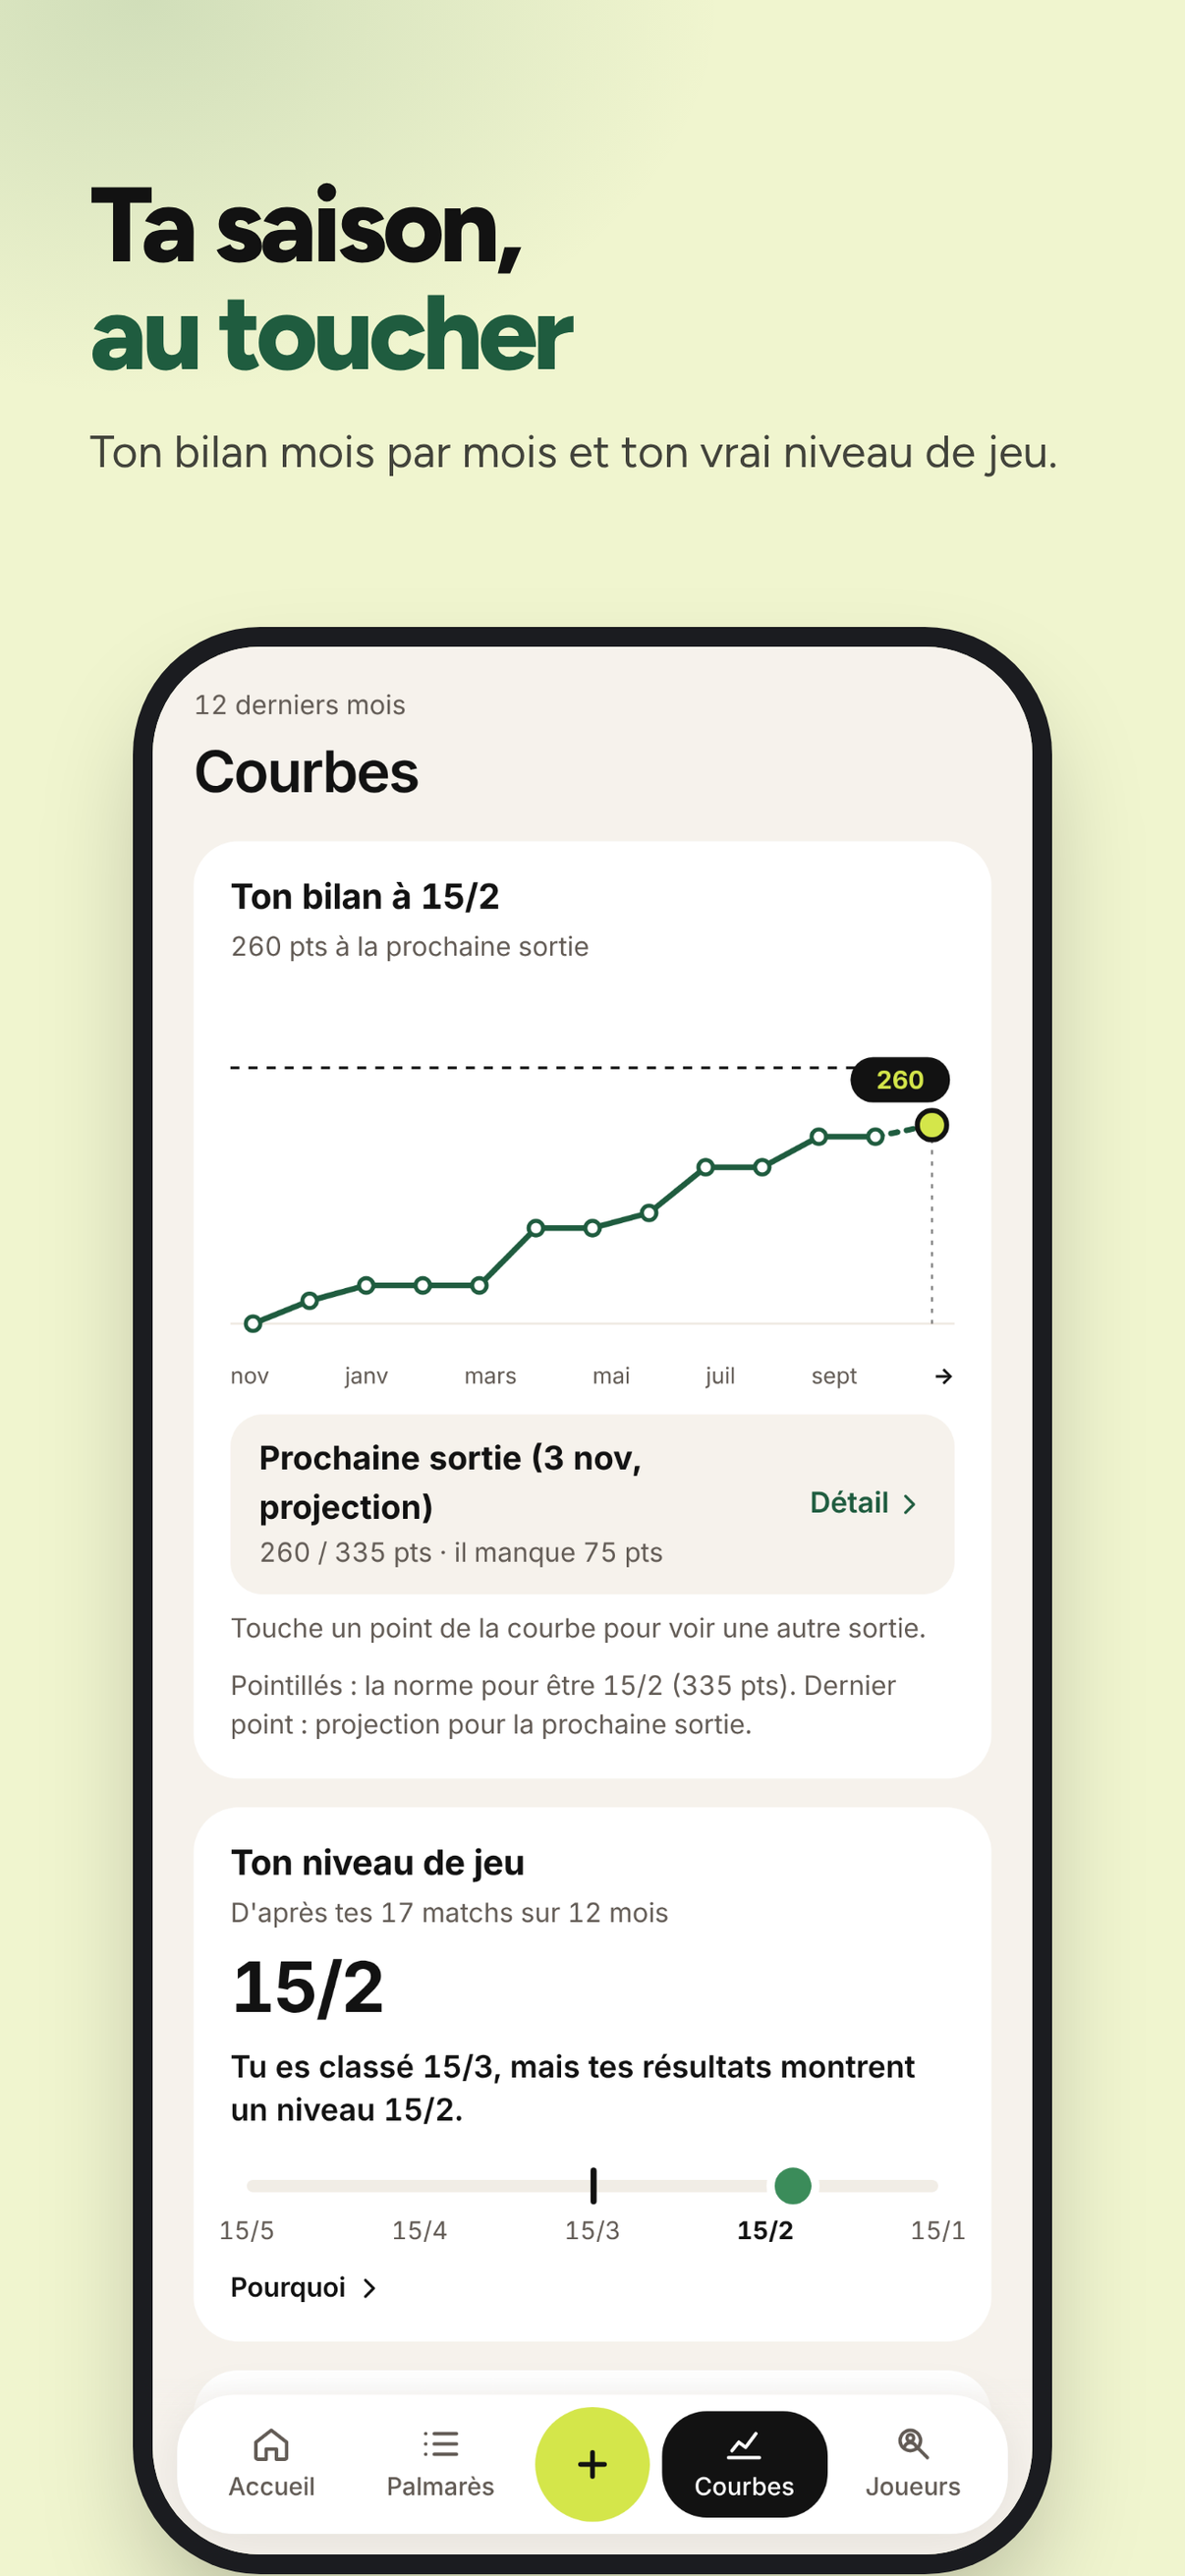 Ta saison,
au toucher
Ton bilan mois par mois et ton vrai niveau de jeu.
12 derniers mois
Courbes
Ton bilan à 15/2
260 pts à la prochaine sortie
260
nov janv mars mai juil sept →
Prochaine sortie (3 nov,
projection)
Détail >
260 / 335 pts · il manque 75 pts
Touche un point de la courbe pour voir une autre sortie.
Pointillés : la norme pour être 15/2 (335 pts). Dernier
point : projection pour la prochaine sortie.
Ton niveau de jeu
D'après tes 17 matchs sur 12 mois
15/2
Tu es classé 15/3, mais tes résultats montrent
un niveau 15/2.
15/5 15/4 15/3 15/2 15/1
Pourquoi >
+
Accueil Palmarès Courbes Joueurs